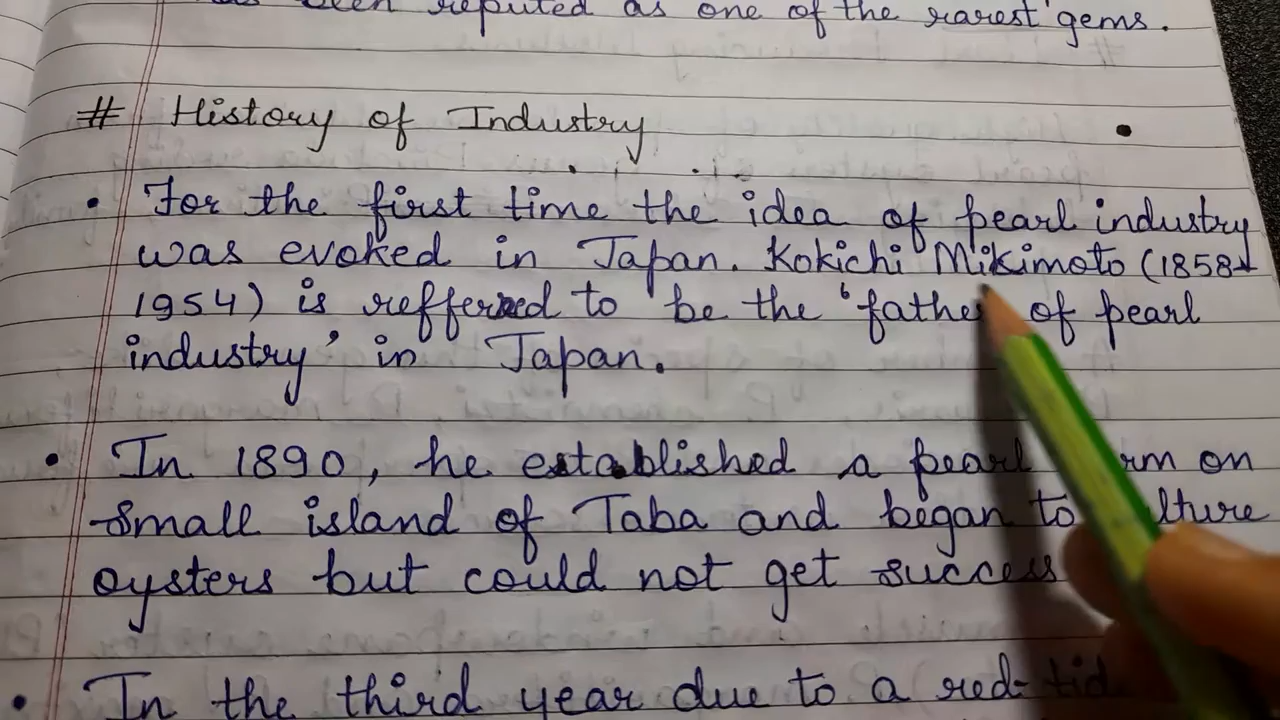 been reputed as one of the rarest gems.
# History of Industry
• For the first time the idea of pearl industry
was evoked in Japan. Kokichi Mikimoto (1858-
1954) is refferred to be the 'father of pearl
industry' in Japan.
• In 1890, he established a pearl on
small island of Taba and began to
oysters but could not get success
• In the third year due to a red-